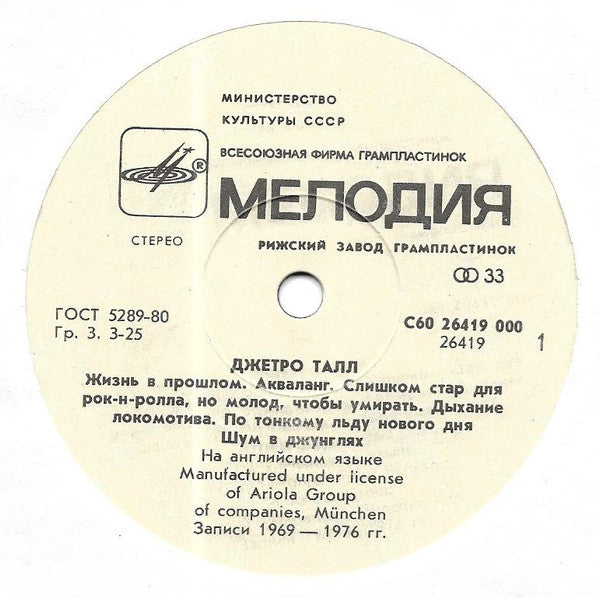 МИНИСТЕРСТВО
КУЛЬТУРЫ СССР
ВСЕСОЮЗНАЯ ФИРМА ГРАМПЛАСТИНОК
®
МЕЛОДИЯ
СТЕРЕО
РИЖСКИЙ ЗАВОД ГРАМПЛАСТИНОК
33
ГОСТ 5289-80
Гр. 3. 3-25
С60 26419 000
26419
1
ДЖЕТРО ТАЛЛ
Жизнь в прошлом. Акваланг. Слишком стар для
рок-н-ролла, но молод, чтобы умирать. Дыхание
локомотива. По тонкому льду нового дня
Шум в джунглях
На английском языке
Manufactured under license
of Ariola Group
of companies, München
Записи 1969 — 1976 гг.